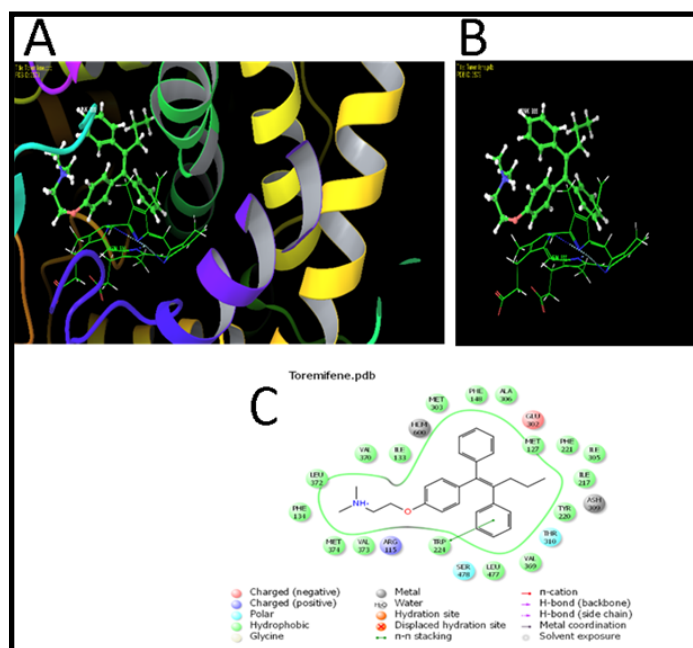 A
B
Toremifene.pdb
C
MET 303
PHE 148
ALA 306
GLU 302
HEM 600
MET 127
PHE 221
ILE 305
VAL 370
ILE 133
LEU 372
ILE 217
ASM
TYR 220
PHE 134
NH+
O
THR 310
MET 374
VAL 373
ARG 115
TRP 224
VAL 369
SER 478
LEU 477
Charged (negative)
Charged (positive)
Polar
Hydrophobic
Glycine
Metal
H₂O Water
Hydration site
Displaced hydration site
π-π stacking
π-cation
H-bond (backbone)
H-bond (side chain)
Metal coordination
Solvent exposure